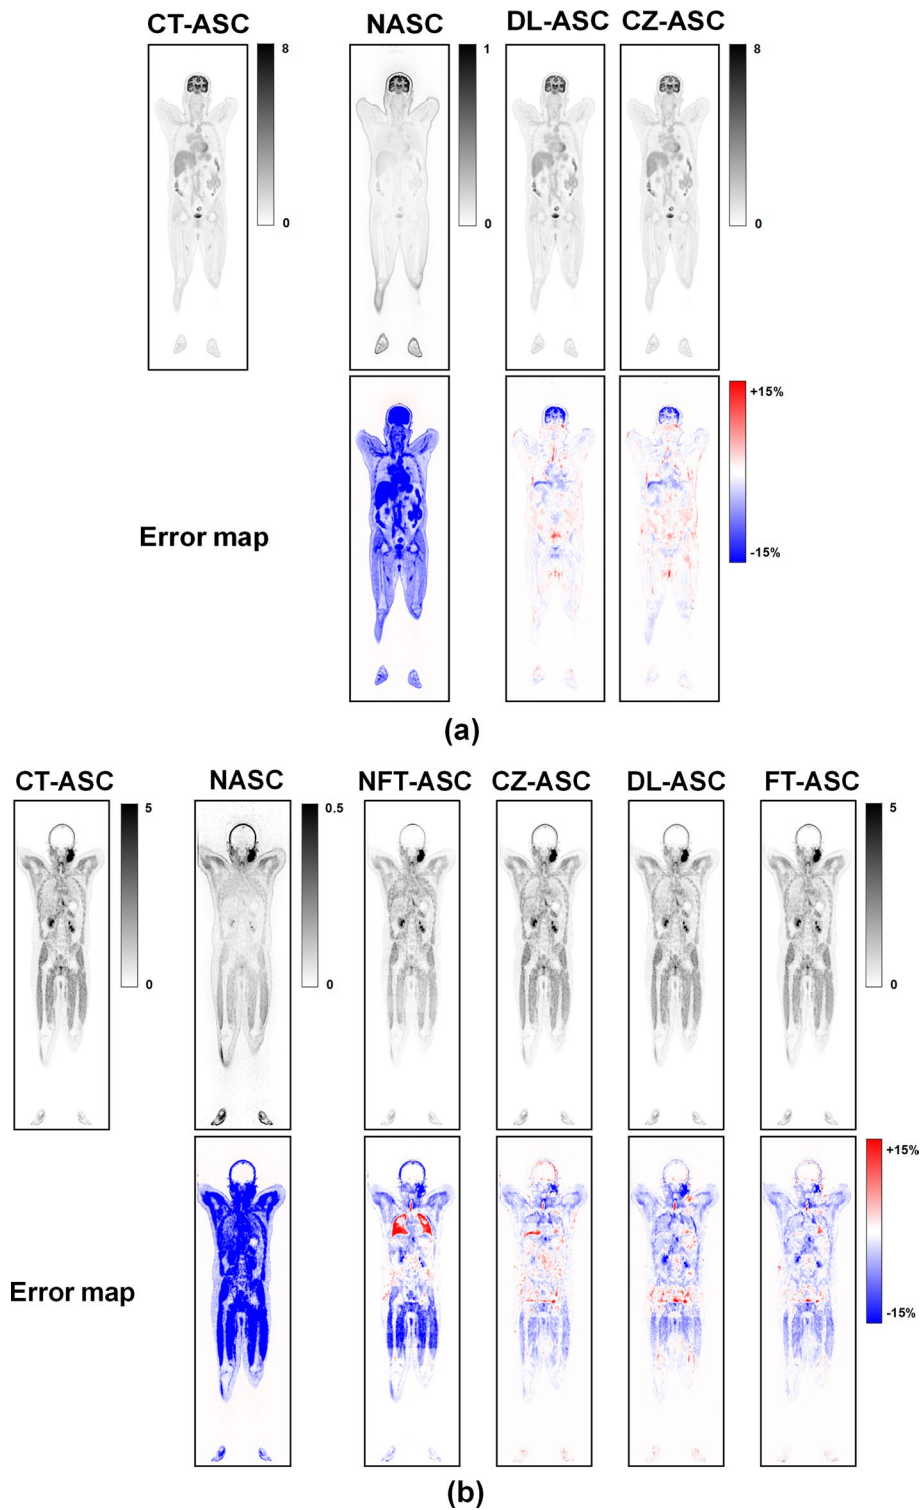 CT-ASC NASC DL-ASC CZ-ASC
8 1 8
0 0 0
+15%
Error map
-15%
(a)
CT-ASC NASC NFT-ASC CZ-ASC DL-ASC FT-ASC
5 0.5 5
0 0 0
+15%
Error map
-15%
(b)